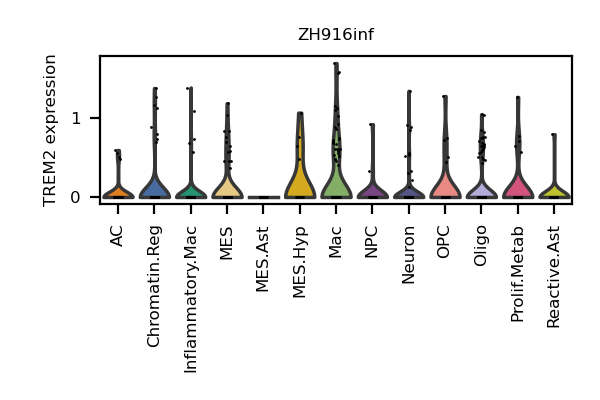 ZH916inf
TREM2 expression
1
0
AC
Chromatin.Reg
Inflammatory.Mac
MES
MES.Ast
MES.Hyp
Mac
NPC
Neuron
OPC
Oligo
Prolif.Metab
Reactive.Ast